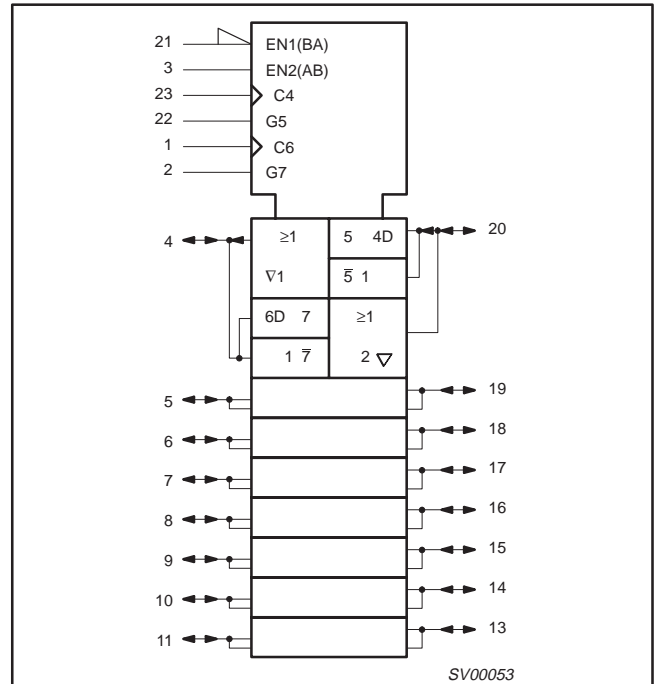 21 EN1(BA)
3 EN2(AB)
23 C4
22 G5
1 C6
2 G7
4 ≥1 5 4D 20
∇1 5̅ 1
6D 7 ≥1
1 7̅ 2 ▽
5 19
6 18
7 17
8 16
9 15
10 14
11 13
SV00053